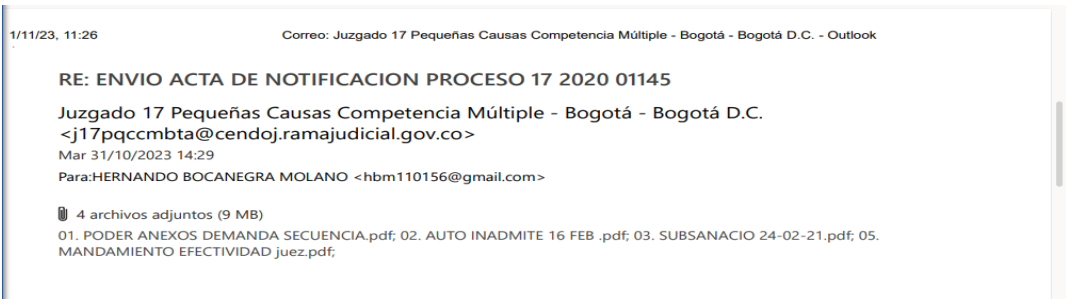 1/11/23, 11:26 Correo: Juzgado 17 Pequeñas Causas Competencia Múltiple - Bogotá - Bogotá D.C. - Outlook
RE: ENVIO ACTA DE NOTIFICACION PROCESO 17 2020 01145
Juzgado 17 Pequeñas Causas Competencia Múltiple - Bogotá - Bogotá D.C.
<j17pqccmbta@cendoj.ramajudicial.gov.co>
Mar 31/10/2023 14:29
Para:HERNANDO BOCANEGRA MOLANO <hbm110156@gmail.com>
4 archivos adjuntos (9 MB)
01. PODER ANEXOS DEMANDA SECUENCIA.pdf; 02. AUTO INADMITE 16 FEB .pdf; 03. SUBSANACIO 24-02-21.pdf; 05.
MANDAMIENTO EFECTIVIDAD juez.pdf;